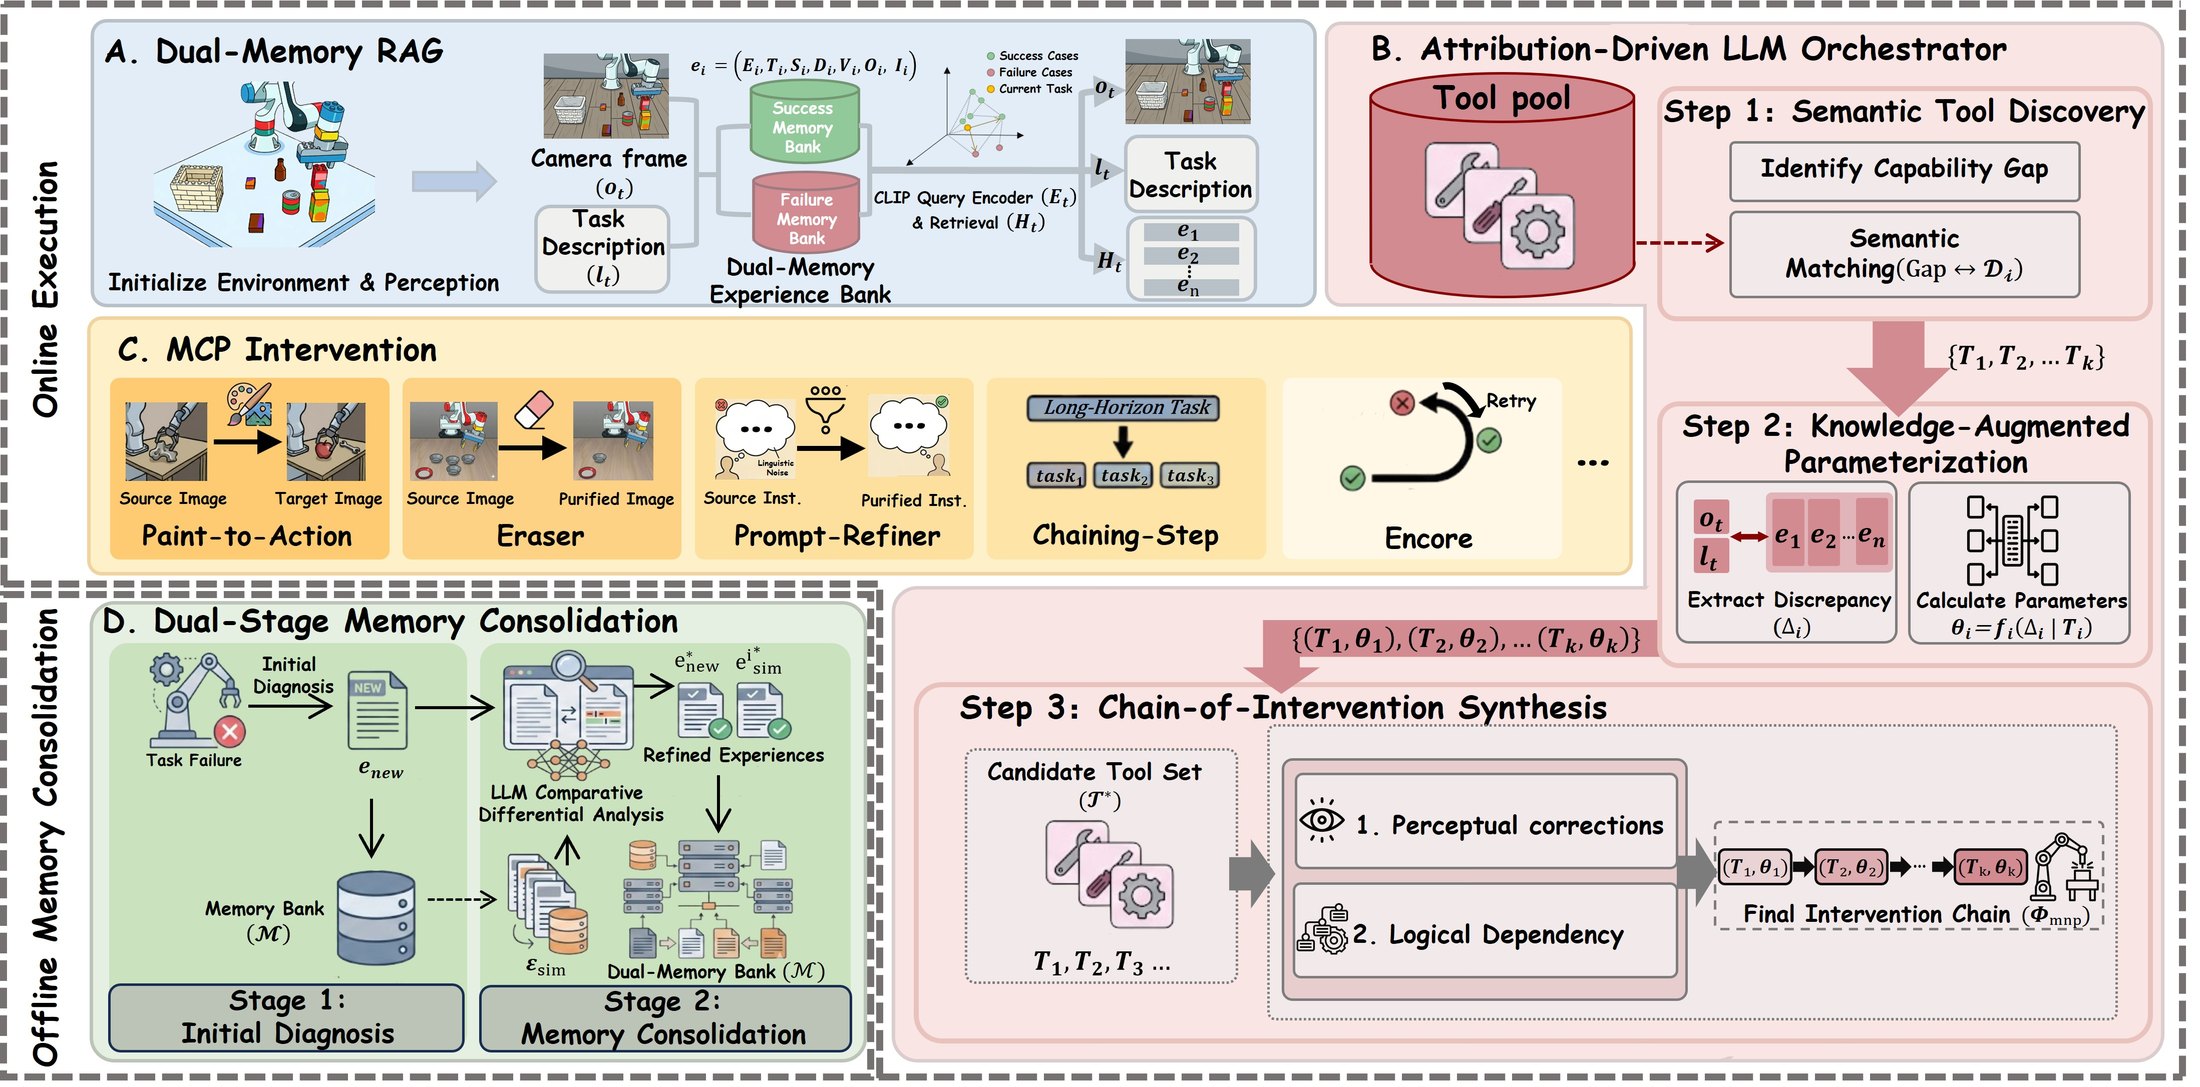 Online Execution
A. Dual-Memory RAG
Initialize Environment & Perception
Camera frame
(o_t)
Task
Description
(l_t)
e_i = (E_i, T_i, S_i, D_i, V_i, O_i, I_i)
Success
Memory
Bank
Failure
Memory
Bank
Dual-Memory
Experience Bank
Success Cases
Failure Cases
Current Task
CLIP Query Encoder (E_t)
& Retrieval (H_t)
o_t
l_t
H_t
Task
Description
e_1
e_2
e_n
B. Attribution-Driven LLM Orchestrator
Tool pool
Step 1: Semantic Tool Discovery
Identify Capability Gap
Semantic
Matching(Gap ↔ 𝓓_i)
{T_1, T_2, … T_k}
Step 2: Knowledge-Augmented
Parameterization
o_t
l_t
e_1 e_2 … e_n
Extract Discrepancy
(Δ_i)
Calculate Parameters
θ_i = f_i(Δ_i | T_i)
{(T_1, θ_1), (T_2, θ_2), … (T_k, θ_k)}
Step 3: Chain-of-Intervention Synthesis
Candidate Tool Set
(𝓣*)
T_1, T_2, T_3 …
1. Perceptual corrections
2. Logical Dependency
(T_1, θ_1)
(T_2, θ_2)
…
(T_k, θ_k)
Final Intervention Chain (Φ_mnp)
C. MCP Intervention
Source Image
Target Image
Paint-to-Action
Source Image
Purified Image
Eraser
Linguistic
Noise
Source Inst.
Purified Inst.
Prompt-Refiner
Long-Horizon Task
task_1
task_2
task_3
Chaining-Step
Retry
Encore
…
Offline Memory Consolidation
D. Dual-Stage Memory Consolidation
Task Failure
Initial
Diagnosis
NEW
e_new
Memory Bank
(𝓜)
Stage 1:
Initial Diagnosis
LLM Comparative
Differential Analysis
ε_sim
e*_new
e^i*_sim
Refined Experiences
Dual-Memory Bank (𝓜)
Stage 2:
Memory Consolidation